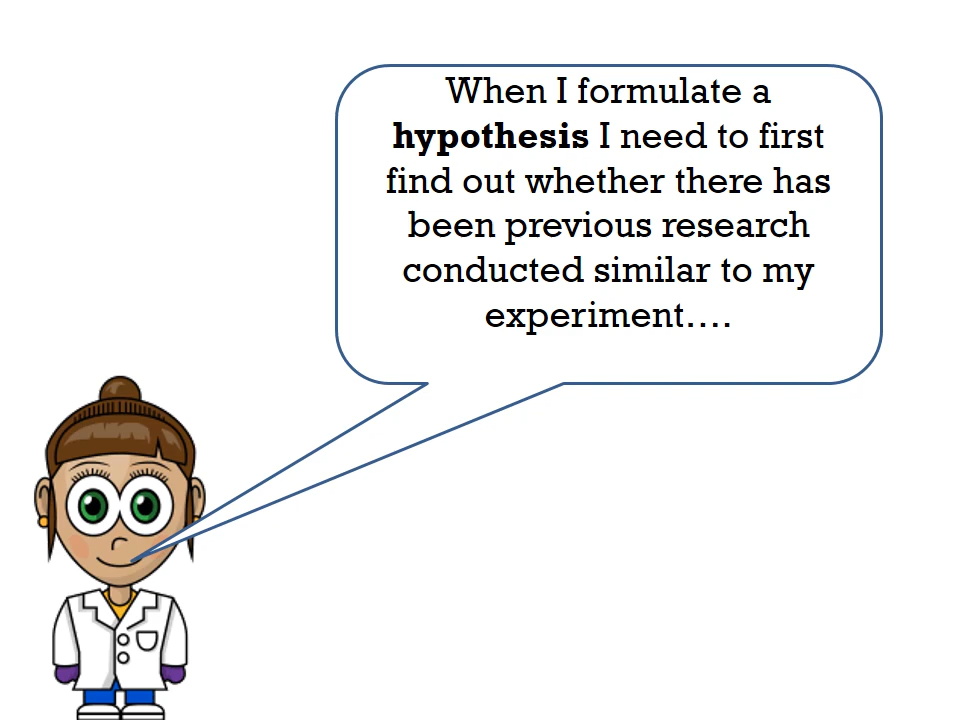 When I formulate a
hypothesis I need to first
find out whether there has
been previous research
conducted similar to my
experiment….